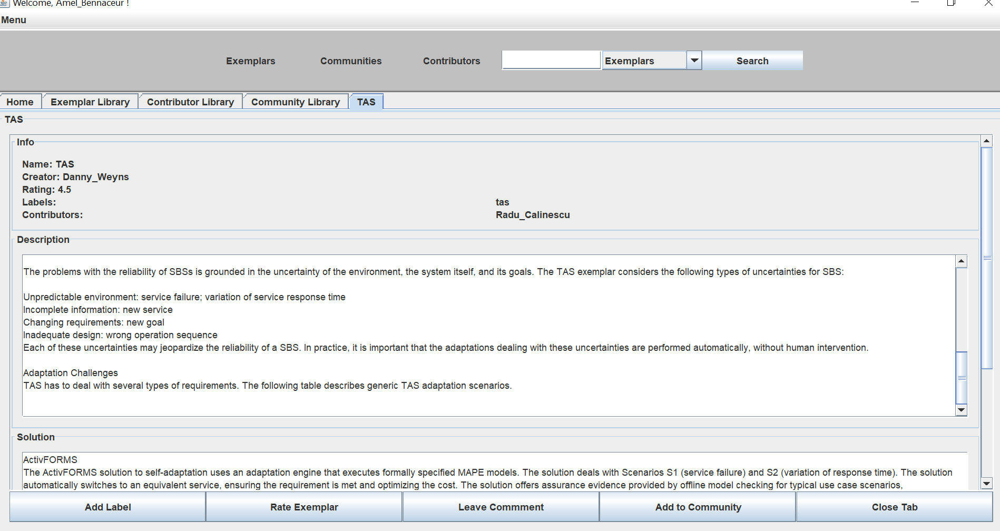 Welcome, Amel_Bennaceur !
Menu
Exemplars Communities Contributors Exemplars Search
Home Exemplar Library Contributor Library Community Library TAS
TAS
Info
Name: TAS
Creator: Danny_Weyns
Rating: 4.5
Labels: tas
Contributors: Radu_Calinescu
Description
The problems with the reliability of SBSs is grounded in the uncertainty of the environment, the system itself, and its goals. The TAS exemplar considers the following types of uncertainties for SBS:
Unpredictable environment: service failure; variation of service response time
Incomplete information: new service
Changing requirements: new goal
Inadequate design: wrong operation sequence
Each of these uncertainties may jeopardize the reliability of a SBS. In practice, it is important that the adaptations dealing with these uncertainties are performed automatically, without human intervention.
Adaptation Challenges
TAS has to deal with several types of requirements. The following table describes generic TAS adaptation scenarios.
Solution
ActivFORMS
The ActivFORMS solution to self-adaptation uses an adaptation engine that executes formally specified MAPE models. The solution deals with Scenarios S1 (service failure) and S2 (variation of response time). The solution
automatically switches to an equivalent service, ensuring the requirement is met and optimizing the cost. The solution offers assurance evidence provided by offline model checking for typical use case scenarios,
Add Label Rate Exemplar Leave Commment Add to Community Close Tab